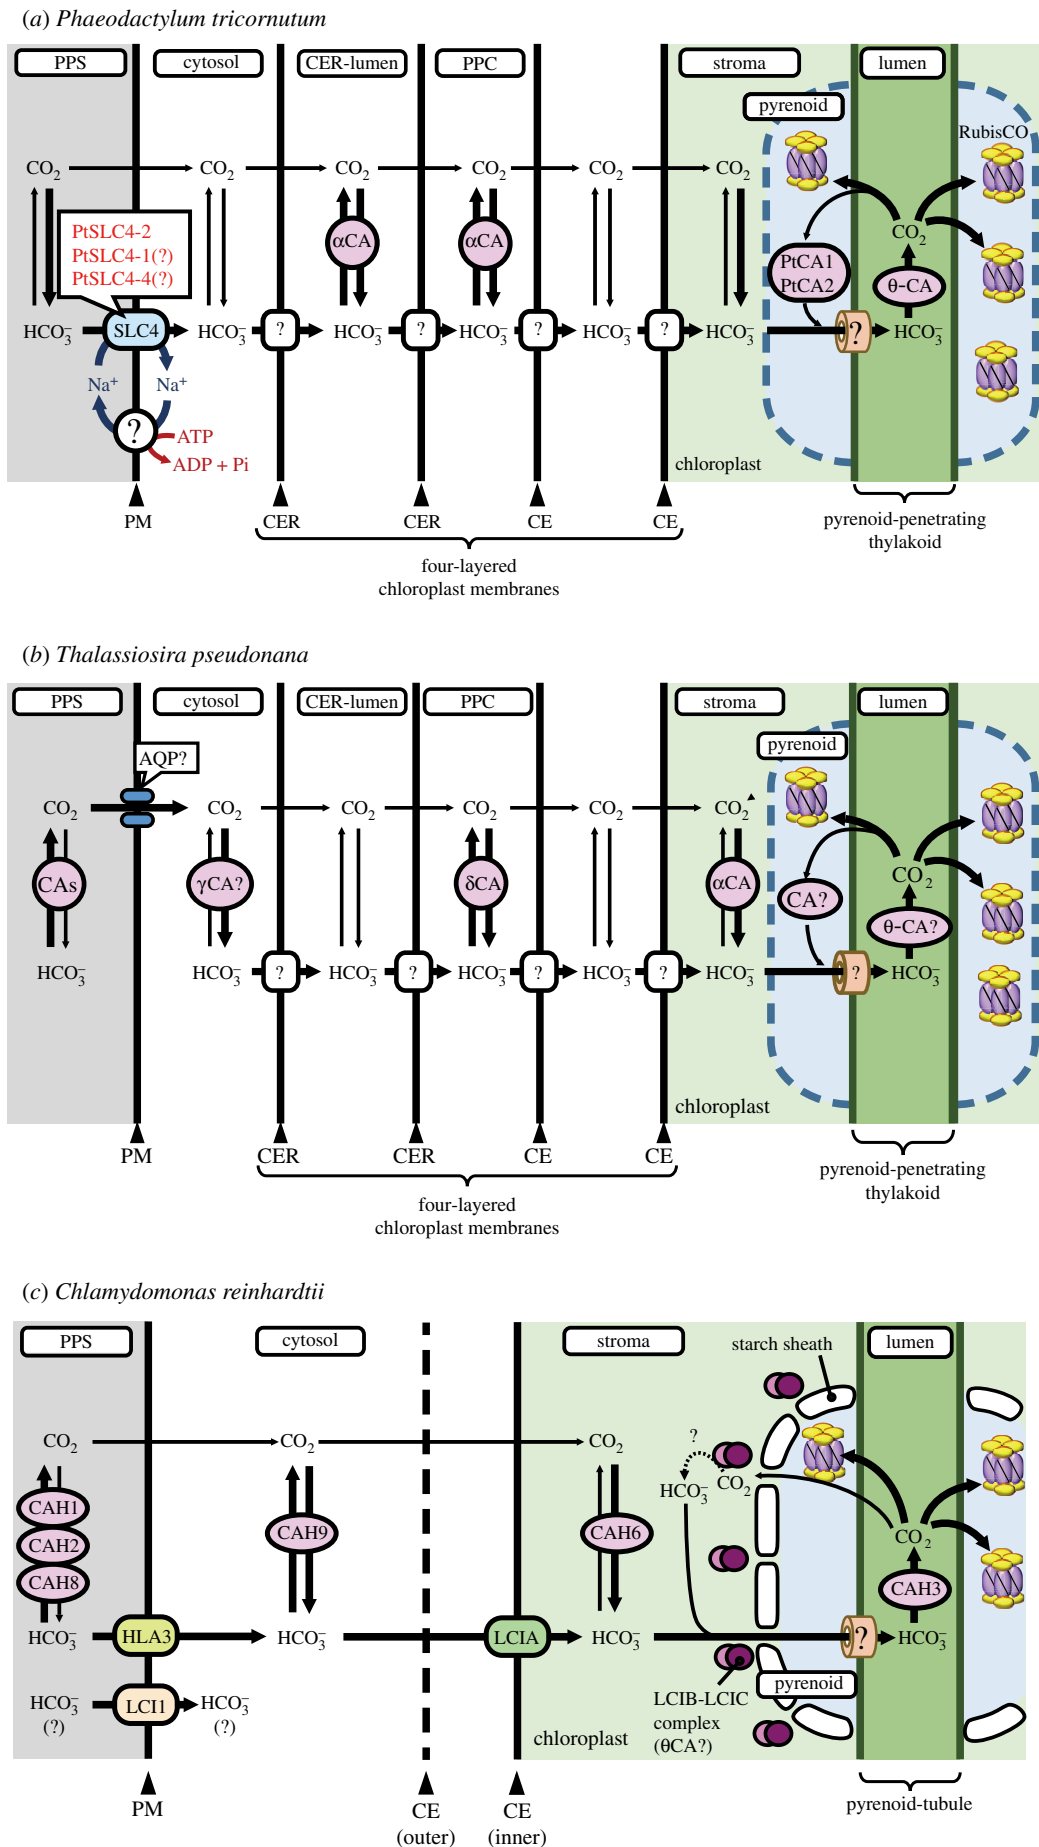 (a) Phaeodactylum tricornutum
PPS cytosol CER-lumen PPC stroma lumen
pyrenoid
RubisCO
CO2 CO2 CO2 CO2 CO2 CO2
PtSLC4-2
PtSLC4-1(?)
PtSLC4-4(?)
αCA αCA
CO2
PtCA1
PtCA2
θ-CA
HCO3− SLC4 HCO3− ? HCO3− ? HCO3− ? HCO3− ? HCO3− ? HCO3−
Na+ Na+
?
ATP
ADP + Pi
chloroplast
PM CER CER CE CE
four-layered
chloroplast membranes
pyrenoid-penetrating
thylakoid
(b) Thalassiosira pseudonana
PPS cytosol CER-lumen PPC stroma lumen
pyrenoid
AQP?
CO2 CO2 CO2 CO2 CO2 CO2
CAs γCA? δCA αCA
CO2
CA?
θ-CA?
HCO3− HCO3− ? HCO3− ? HCO3− ? HCO3− ? HCO3− ? HCO3−
chloroplast
PM CER CER CE CE
four-layered
chloroplast membranes
pyrenoid-penetrating
thylakoid
(c) Chlamydomonas reinhardtii
PPS cytosol stroma lumen
starch sheath
CO2 CO2 CO2
?
HCO3− CO2
CAH1
CAH2
CAH8
CAH9 CAH6
CO2
CAH3
HCO3− HLA3 HCO3− LCIA HCO3− ? HCO3−
HCO3−
(?)
LCI1
HCO3−
(?)
pyrenoid
LCIB-LCIC
complex
(θCA?)
chloroplast
PM
CE
(outer)
CE
(inner)
pyrenoid-tubule